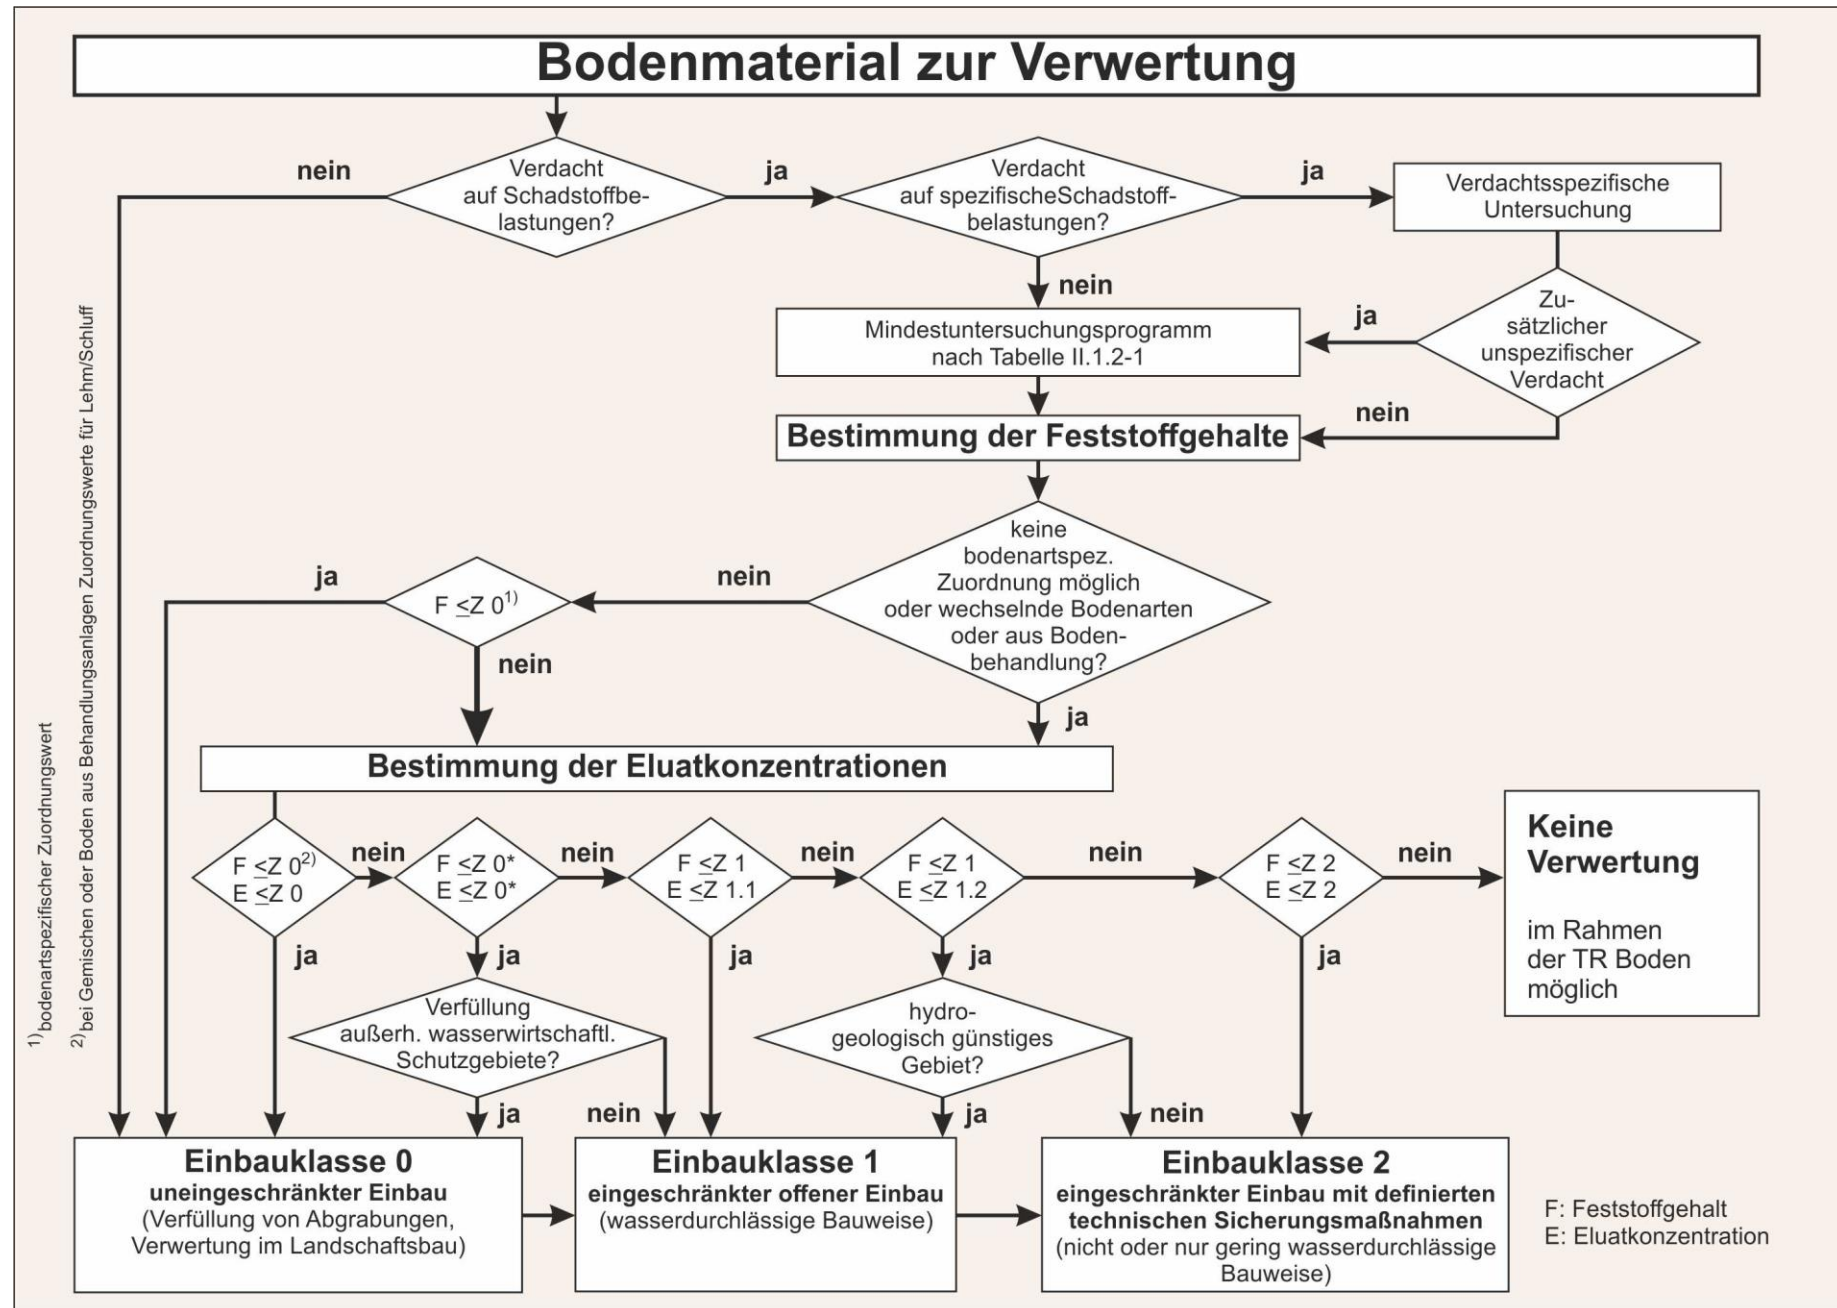 Bodenmaterial zur Verwertung
nein
Verdacht
auf Schadstoffbe-
lastungen?
ja
Verdacht
auf spezifischeSchadstoff-
belastungen?
ja
Verdachtsspezifische
Untersuchung
nein
Mindestuntersuchungsprogramm
nach Tabelle II.1.2-1
ja
Zu-
sätzlicher
unspezifischer
Verdacht
nein
Bestimmung der Feststoffgehalte
keine
bodenartspez.
Zuordnung möglich
oder wechselnde Bodenarten
oder aus Boden-
behandlung?
nein
ja
F ≤Z 0¹⁾
ja
nein
Bestimmung der Eluatkonzentrationen
F ≤Z 0²⁾
E ≤Z 0
nein
F ≤Z 0*
E ≤Z 0*
nein
F ≤Z 1
E ≤Z 1.1
nein
F ≤Z 1
E ≤Z 1.2
nein
F ≤Z 2
E ≤Z 2
nein
Keine
Verwertung
im Rahmen
der TR Boden
möglich
ja
ja
ja
ja
ja
Verfüllung
außerh. wasserwirtschaftl.
Schutzgebiete?
hydro-
geologisch günstiges
Gebiet?
ja
nein
ja
nein
Einbauklasse 0
uneingeschränkter Einbau
(Verfüllung von Abgrabungen,
Verwertung im Landschaftsbau)
Einbauklasse 1
eingeschränkter offener Einbau
(wasserdurchlässige Bauweise)
Einbauklasse 2
eingeschränkter Einbau mit definierten
technischen Sicherungsmaßnahmen
(nicht oder nur gering wasserdurchlässige
Bauweise)
F: Feststoffgehalt
E: Eluatkonzentration
¹⁾bodenartspezifischer Zuordnungswert
²⁾bei Gemischen oder Boden aus Behandlungsanlagen Zuordnungswerte für Lehm/Schluff